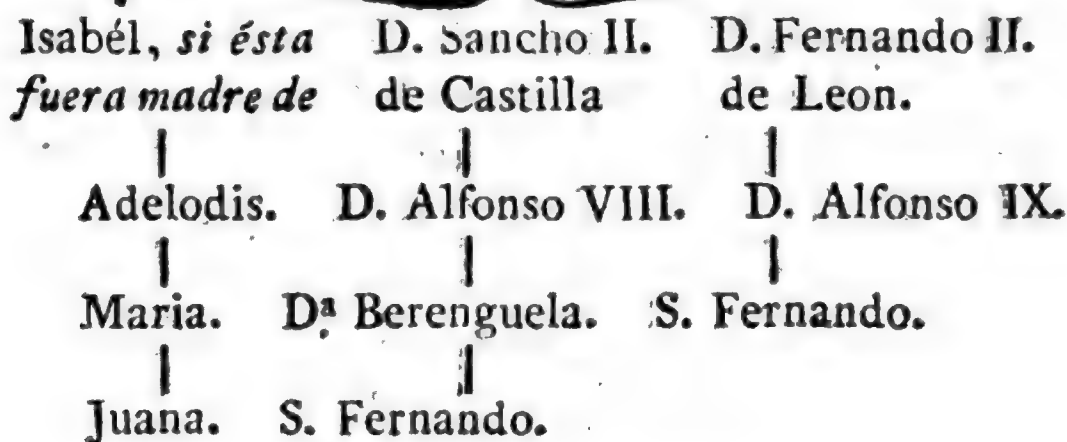 Isabél, si ésta D. Sancho II. D. Fernando II.
fuera madre de de Castilla de Leon.
Adelodis. D. Alfonso VIII. D. Alfonso IX.
Maria. Dª Berenguela. S. Fernando.
Juana. S. Fernando.